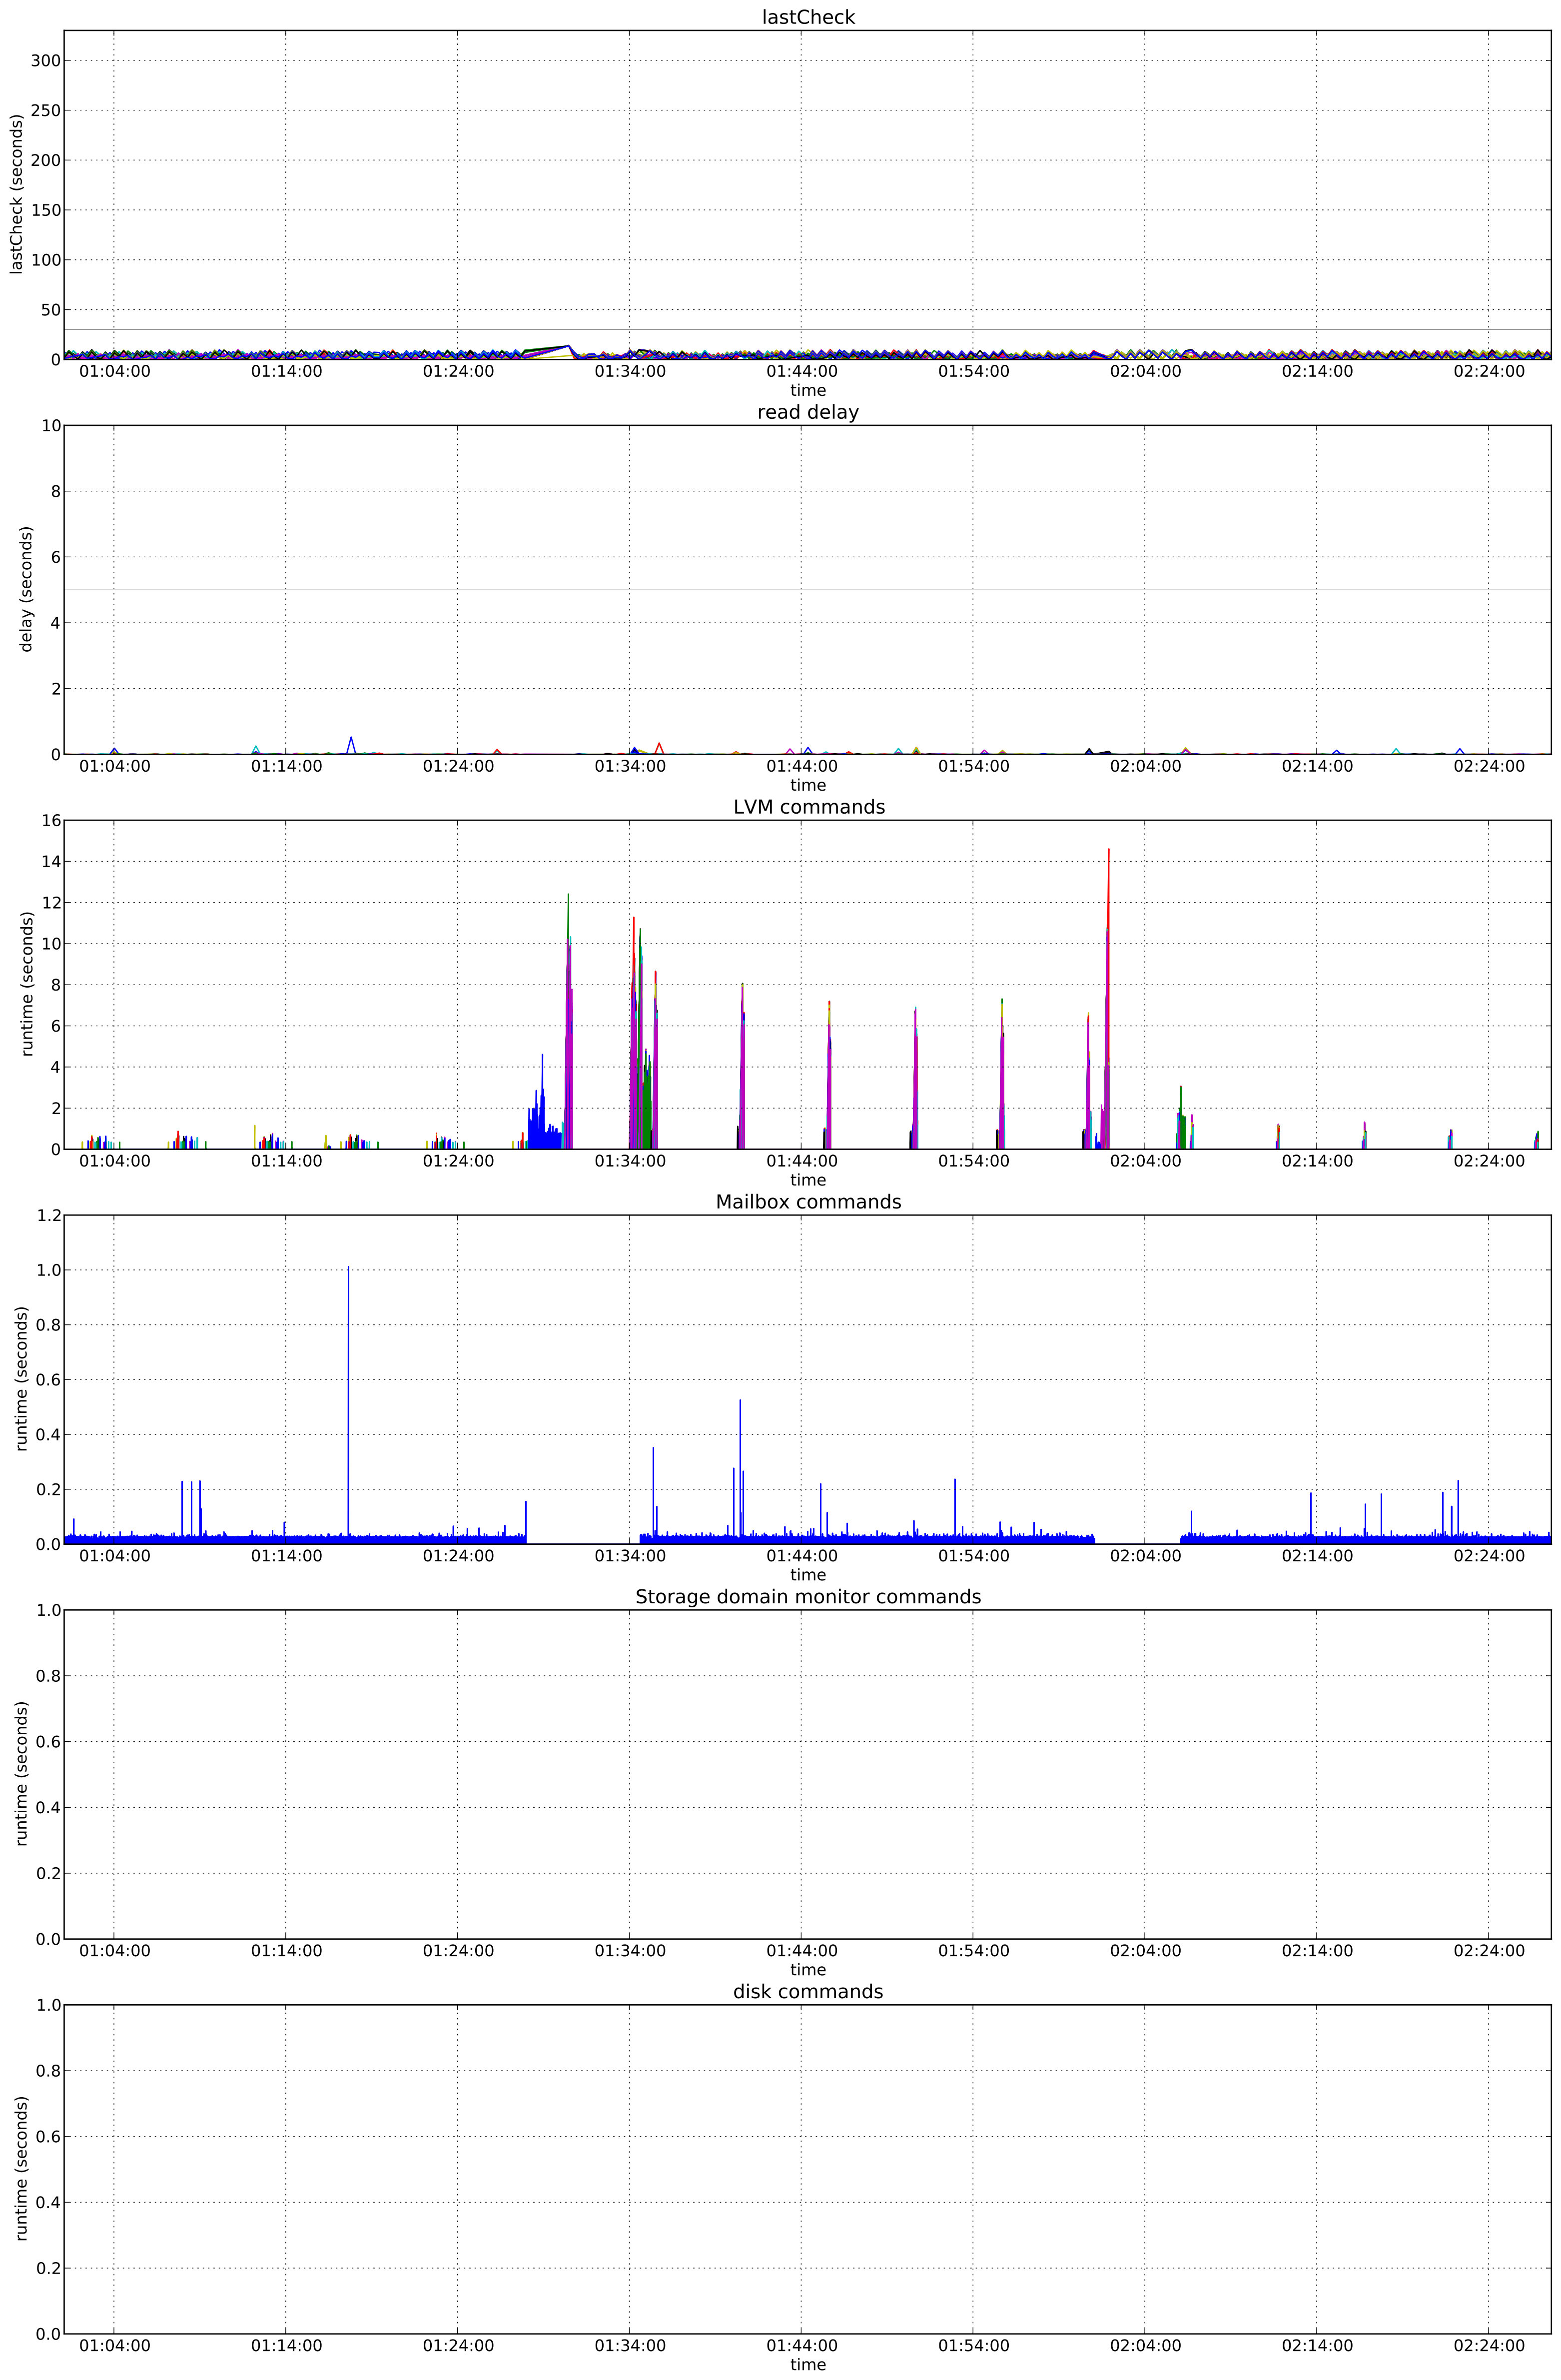 lastCheck
lastCheck (seconds)
300
250
200
150
100
50
0
01:04:00 01:14:00 01:24:00 01:34:00 01:44:00 01:54:00 02:04:00 02:14:00 02:24:00
time
read delay
delay (seconds)
10
8
6
4
2
0
01:04:00 01:14:00 01:24:00 01:34:00 01:44:00 01:54:00 02:04:00 02:14:00 02:24:00
time
LVM commands
runtime (seconds)
16
14
12
10
8
6
4
2
0
01:04:00 01:14:00 01:24:00 01:34:00 01:44:00 01:54:00 02:04:00 02:14:00 02:24:00
time
Mailbox commands
runtime (seconds)
1.2
1.0
0.8
0.6
0.4
0.2
0.0
01:04:00 01:14:00 01:24:00 01:34:00 01:44:00 01:54:00 02:04:00 02:14:00 02:24:00
time
Storage domain monitor commands
runtime (seconds)
1.0
0.8
0.6
0.4
0.2
0.0
01:04:00 01:14:00 01:24:00 01:34:00 01:44:00 01:54:00 02:04:00 02:14:00 02:24:00
time
disk commands
runtime (seconds)
1.0
0.8
0.6
0.4
0.2
0.0
01:04:00 01:14:00 01:24:00 01:34:00 01:44:00 01:54:00 02:04:00 02:14:00 02:24:00
time